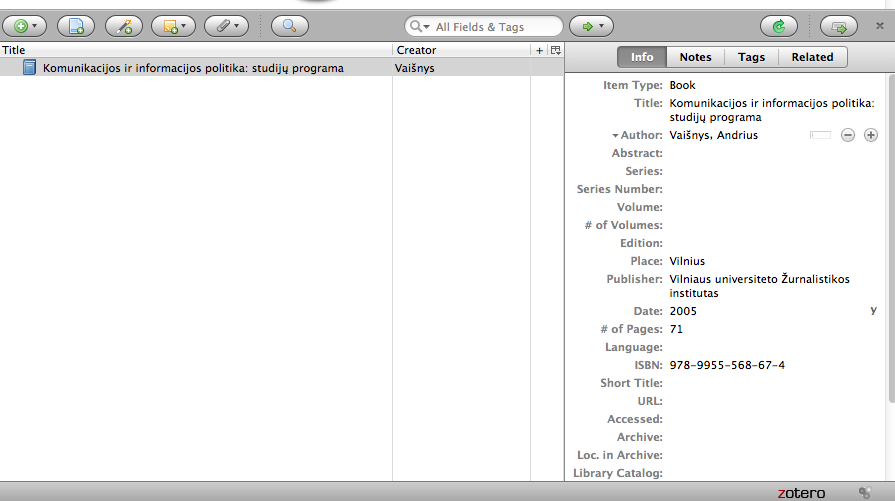 All Fields & Tags
Title Creator
Komunikacijos ir informacijos politika: studijų programa Vaišnys
Info Notes Tags Related
Item Type: Book
Title: Komunikacijos ir informacijos politika:
studijų programa
Author: Vaišnys, Andrius
Abstract:
Series:
Series Number:
Volume:
# of Volumes:
Edition:
Place: Vilnius
Publisher: Vilniaus universiteto Žurnalistikos
institutas
Date: 2005 y
# of Pages: 71
Language:
ISBN: 978-9955-568-67-4
Short Title:
URL:
Accessed:
Archive:
Loc. in Archive:
Library Catalog:
zotero